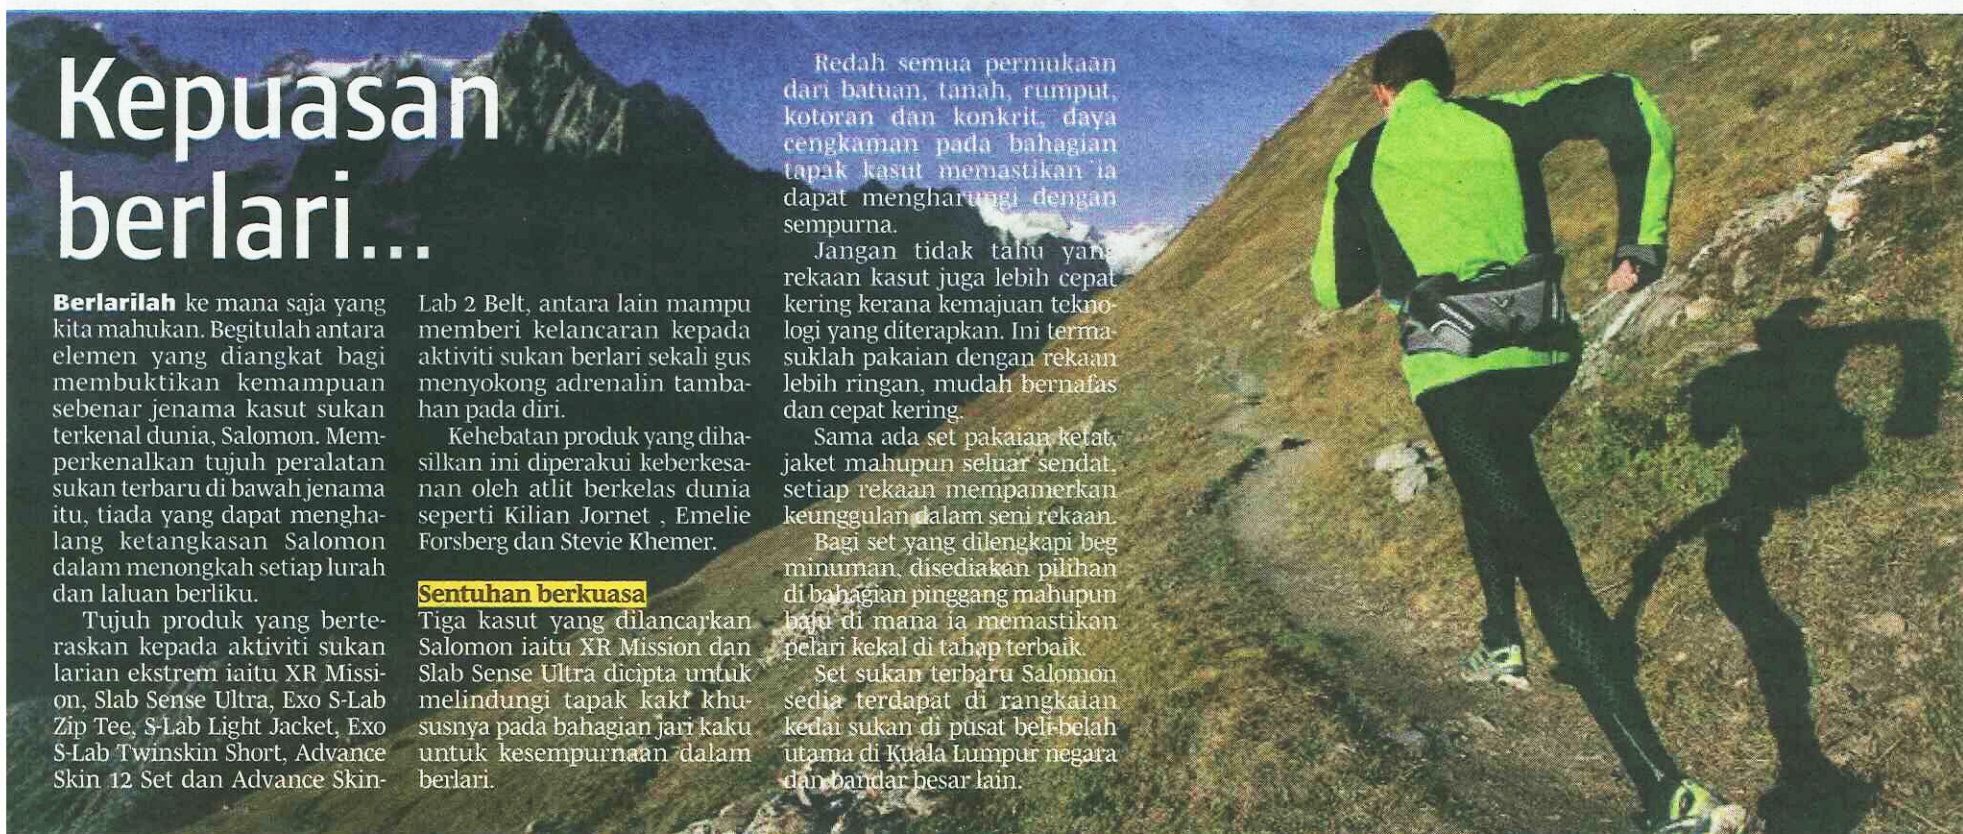 Kepuasan
berlari...
Berlarilah ke mana saja yang
kita mahukan. Begitulah antara
elemen yang diangkat bagi
membuktikan kemampuan
sebenar jenama kasut sukan
terkenal dunia, Salomon. Mem-
perkenalkan tujuh peralatan
sukan terbaru di bawah jenama
itu, tiada yang dapat mengha-
lang ketangkasan Salomon
dalam menongkah setiap lurah
dan laluan berliku.
Tujuh produk yang berte-
raskan kepada aktiviti sukan
larian ekstrem iaitu XR Missi-
on, Slab Sense Ultra, Exo S-Lab
Zip Tee, S-Lab Light Jacket, Exo
S-Lab Twinskin Short, Advance
Skin 12 Set dan Advance Skin-
Lab 2 Belt, antara lain mampu
memberi kelancaran kepada
aktiviti sukan berlari sekali gus
menyokong adrenalin tamba-
han pada diri.
Kehebatan produk yang diha-
silkan ini diperakui keberkesa-
nan oleh atlit berkelas dunia
seperti Kilian Jornet , Emelie
Forsberg dan Stevie Khemer.
Sentuhan berkuasa
Tiga kasut yang dilancarkan
Salomon iaitu XR Mission dan
Slab Sense Ultra dicipta untuk
melindungi tapak kaki khu-
susnya pada bahagian jari kaku
untuk kesempurnaan dalam
berlari.
Redah semua permukaan
dari batuan, tanah, rumput,
kotoran dan konkrit, daya
cengkaman pada bahagian
tapak kasut memastikan ia
dapat mengharungi dengan
sempurna.
Jangan tidak tahu yang
rekaan kasut juga lebih cepat
kering kerana kemajuan tekno-
logi yang diterapkan. Ini terma-
suklah pakaian dengan rekaan
lebih ringan, mudah bernafas
dan cepat kering.
Sama ada set pakaian ketat,
jaket mahupun seluar sendat,
setiap rekaan mempamerkan
keunggulan dalam seni rekaan.
Bagi set yang dilengkapi beg
minuman, disediakan pilihan
di bahagian pinggang mahupun
baju di mana ia memastikan
pelari kekal di tahap terbaik.
Set sukan terbaru Salomon
sedia terdapat di rangkaian
kedai sukan di pusat beli-belah
utama di Kuala Lumpur negara
dan bandar besar lain.